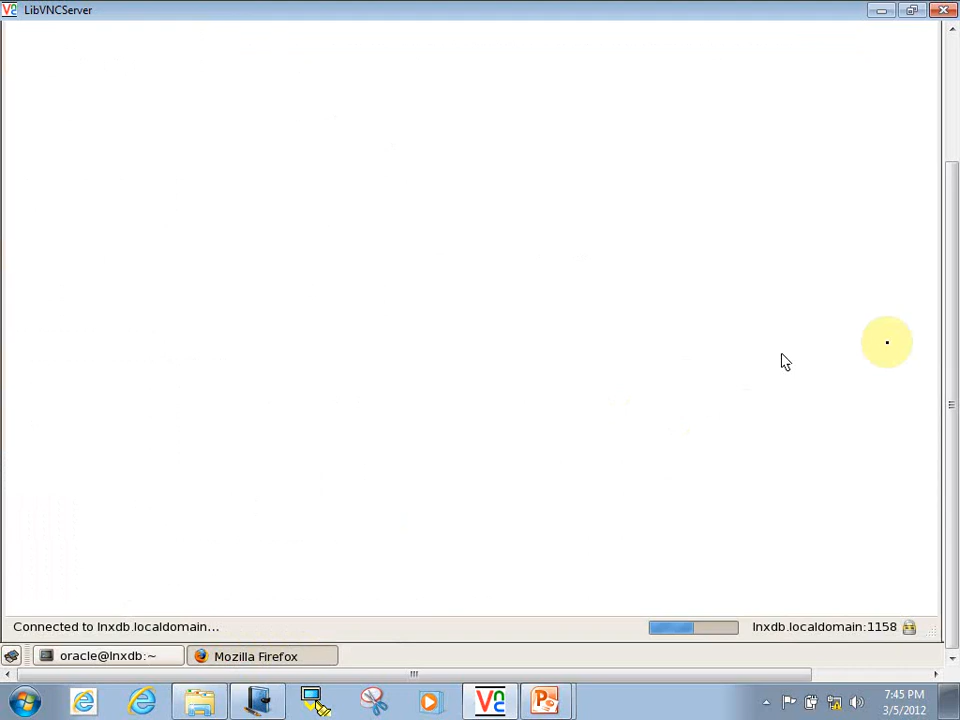 LibVNCServer
Connected to lnxdb.localdomain...
lnxdb.localdomain:1158
oracle@lnxdb:~
Mozilla Firefox
7:45 PM
3/5/2012